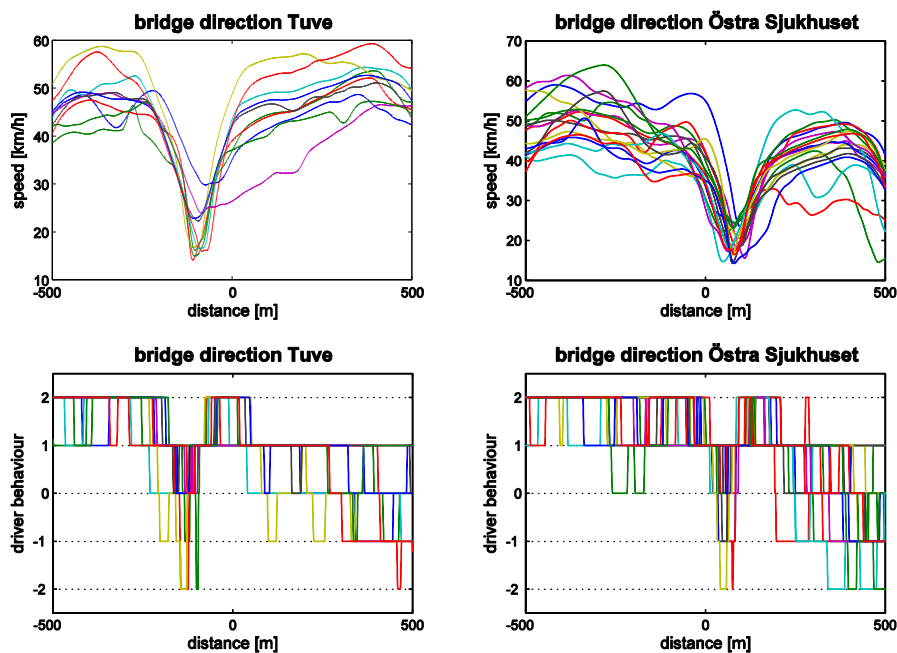 bridge direction Tuve
60
50
40
30
20
10
speed [km/h]
-500
0
500
distance [m]
bridge direction Östra Sjukhuset
70
60
50
40
30
20
10
speed [km/h]
-500
0
500
distance [m]
bridge direction Tuve
2
1
0
-1
-2
driver behaviour
-500
0
500
distance [m]
bridge direction Östra Sjukhuset
2
1
0
-1
-2
driver behaviour
-500
0
500
distance [m]